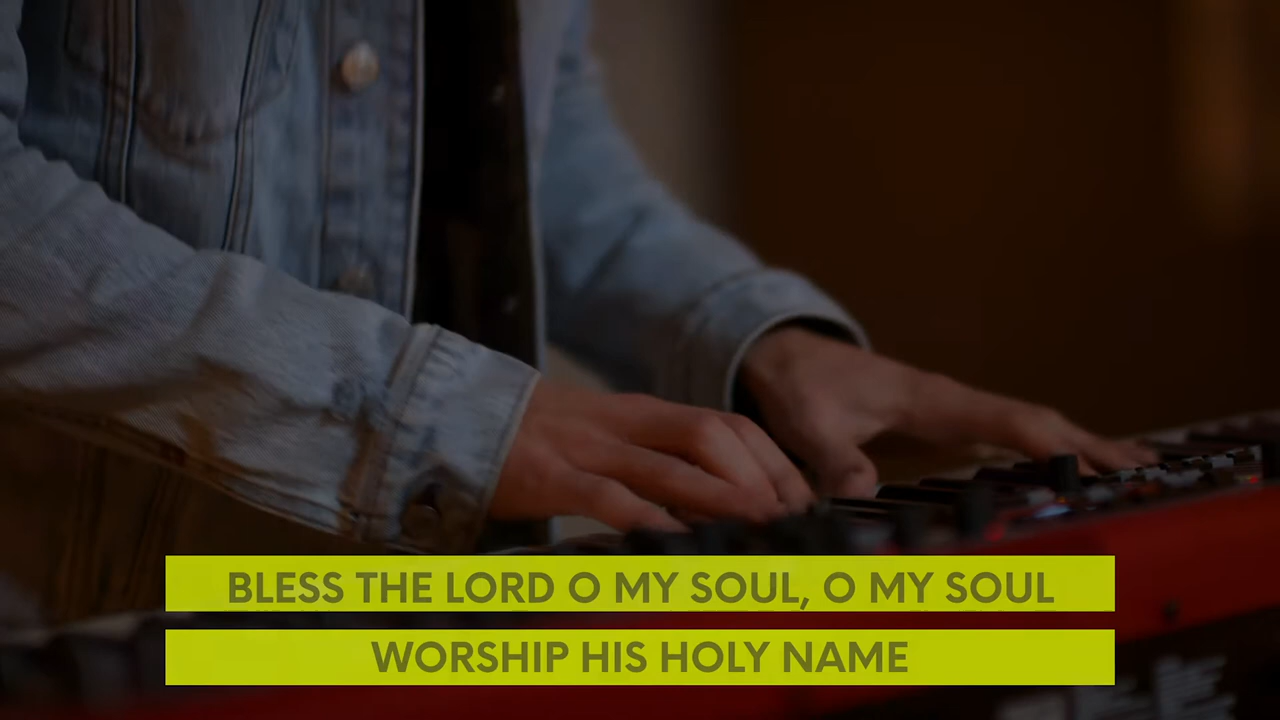 BLESS THE LORD O MY SOUL, O MY SOUL
WORSHIP HIS HOLY NAME